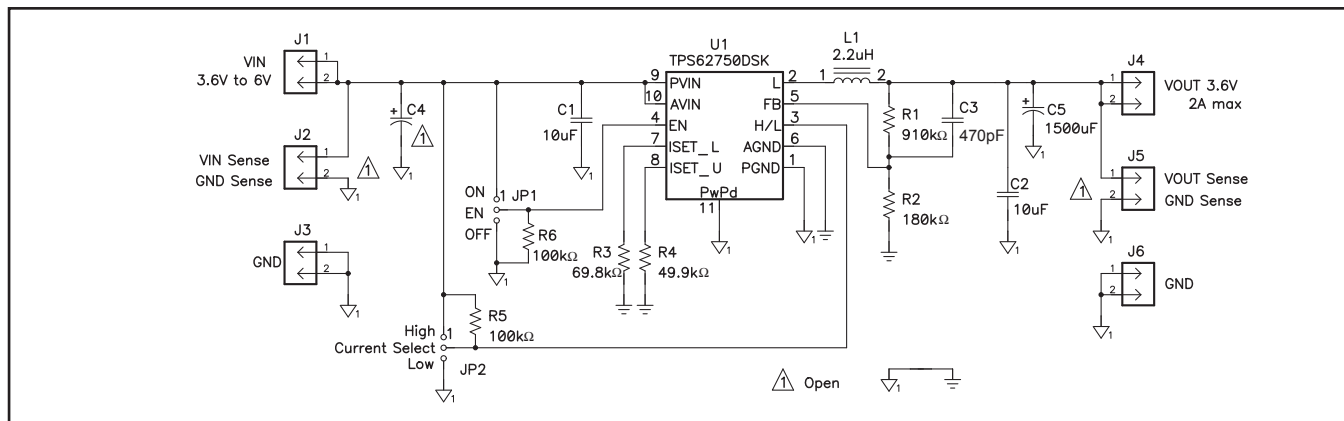 J1
VIN
3.6V to 6V
1
2
J2
VIN Sense
GND Sense
1
2
1
1
J3
GND
1
2
1
+
C4
1
1
ON
EN
OFF
1
JP1
1
R6
100kΩ
C1
10uF
1
U1
TPS62750DSK
9
PVIN
10
AVIN
4
EN
7
ISET_L
8
ISET_U
L
2
FB
5
H/L
3
AGND
6
PGND
1
PwPd
11
1
1
R3
69.8kΩ
R4
49.9kΩ
R5
100kΩ
High
Current Select
Low
1
JP2
1
L1
2.2uH
1
2
R1
910kΩ
C3
470pF
R2
180kΩ
C2
10uF
1
+
C5
1500uF
1
J4
1
2
VOUT 3.6V
2A max
J5
1
2
VOUT Sense
GND Sense
1
1
J6
1
2
GND
1
1
Open
1